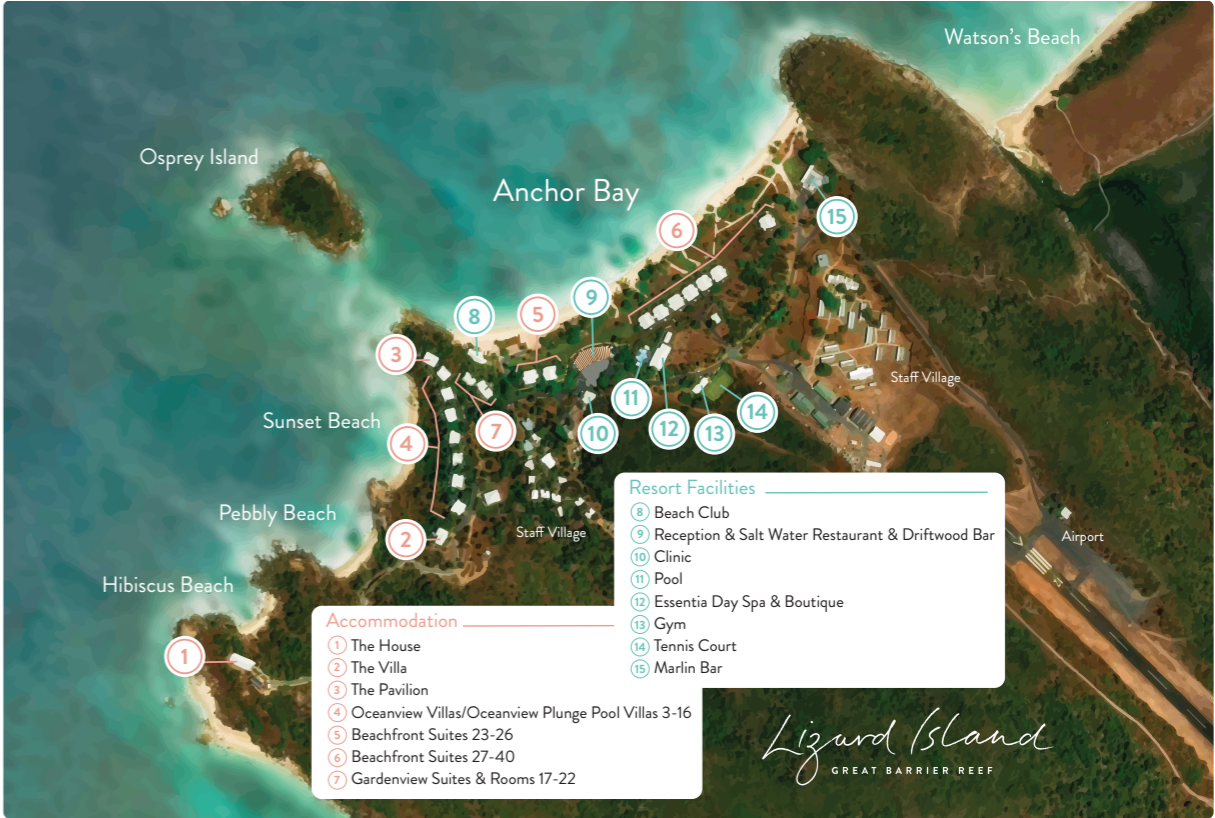 Watson's Beach
Osprey Island
Anchor Bay
6
15
9
8
5
3
Staff Village
11
14
Sunset Beach
7
10
12
13
4
Pebbly Beach
2
Staff Village
Airport
Hibiscus Beach
1
Resort Facilities
8 Beach Club
9 Reception & Salt Water Restaurant & Driftwood Bar
10 Clinic
11 Pool
12 Essentia Day Spa & Boutique
13 Gym
14 Tennis Court
15 Marlin Bar
Accommodation
1 The House
2 The Villa
3 The Pavilion
4 Oceanview Villas/Oceanview Plunge Pool Villas 3-16
5 Beachfront Suites 23-26
6 Beachfront Suites 27-40
7 Gardenview Suites & Rooms 17-22
Lizard Island
GREAT BARRIER REEF